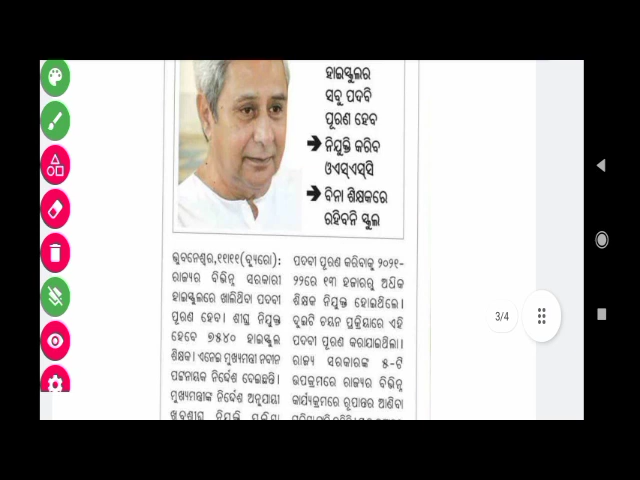 ହାଇସ୍କୁଲର
ସବୁ ପଦବି
ପୂରଣ ହେବ
ନିଯୁକ୍ତି କରିବ
ଓଏସ୍ଏସ୍‌ସି
ବିନା ଶିକ୍ଷକରେ
ରହିବନି ସ୍କୁଲ
ଭୁବନେଶ୍ୱର,୧୧ା୧୧(ବ୍ୟୁରୋ):
ରାଜ୍ୟର ବିଭିନ୍ନ ସରକାରୀ
ହାଇସ୍କୁଲରେ ଖାଲିଥିବା ପଦବୀ
ପୂରଣ ହେବ। ଶୀଘ୍ର ନିଯୁକ୍ତ
ହେବେ ୭୫୪୦ ହାଇସ୍କୁଲ
ଶିକ୍ଷକ। ଏନେଇ ମୁଖ୍ୟମନ୍ତ୍ରୀ ନବୀନ
ପଟ୍ଟନାୟକ ନିର୍ଦ୍ଦେଶ ଦେଇଛନ୍ତି।
ମୁଖ୍ୟମନ୍ତ୍ରୀଙ୍କ ନିର୍ଦ୍ଦେଶ ଅନୁଯାୟୀ
ଖୁବଶୀଘ୍ର ନିଯୁକ୍ତି
ପଦବୀ ପୂରଣ କରିବାକୁ ୨୦୨୧-
୨୨ରେ ୧୩ ହଜାରରୁ ଅଧିକ
ଶିକ୍ଷକ ନିଯୁକ୍ତ ହୋଇଥିଲେ।
ଦୁଇଟି ଚୟନ ପ୍ରକ୍ରିୟାରେ ଏହି
ପଦବୀ ପୂରଣ କରାଯାଇଥିଲା।
ରାଜ୍ୟ ସରକାରଙ୍କ ୫-ଟି
ଉପକ୍ରମରେ ରାଜ୍ୟର ବିଭିନ୍ନ
କାର୍ଯ୍ୟକ୍ରମରେ ରୂପାନ୍ତର ଆଣିବା
3/4